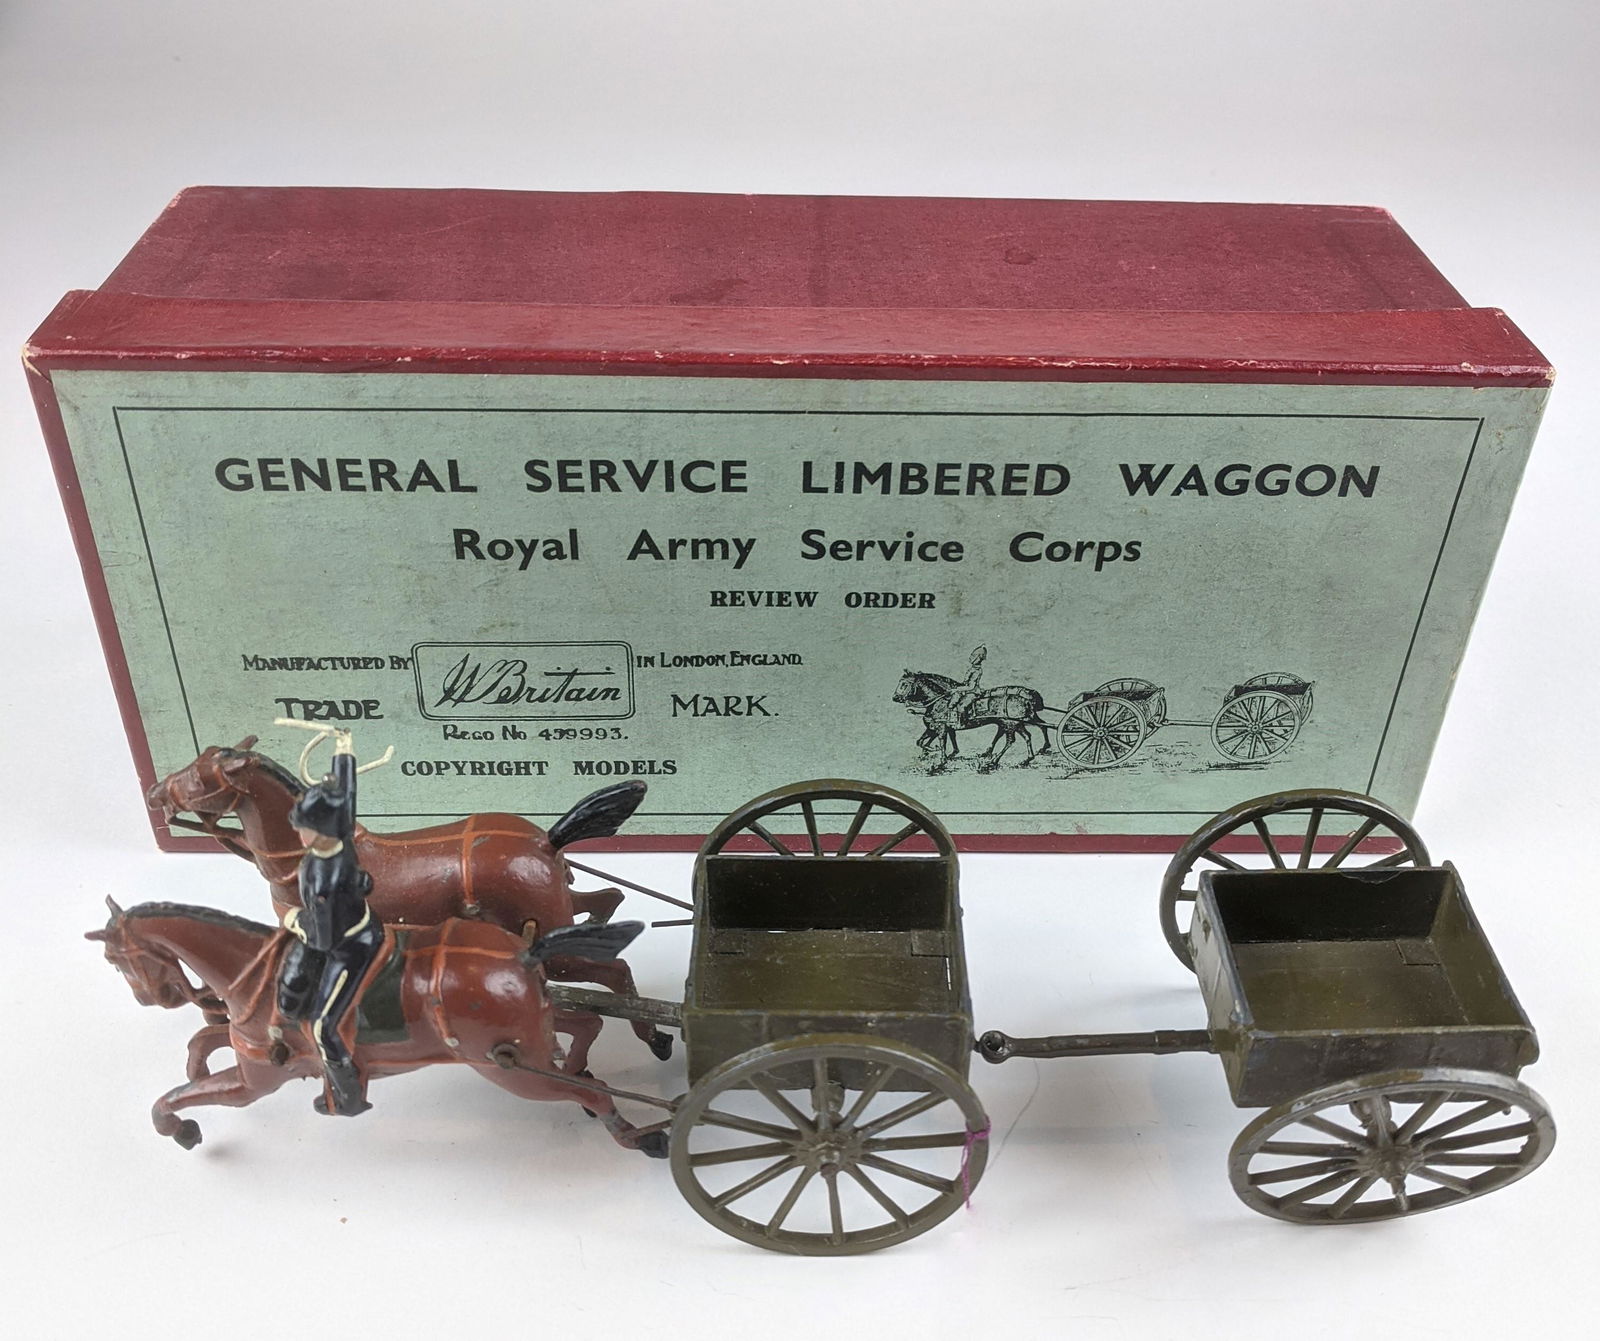 GENERAL SERVICE LIMBERED WAGGON
Royal Army Service Corps
REVIEW ORDER
MANUFACTURED BY W Britain IN LONDON, ENGLAND.
TRADE MARK.
REGD No 459993.
COPYRIGHT MODELS